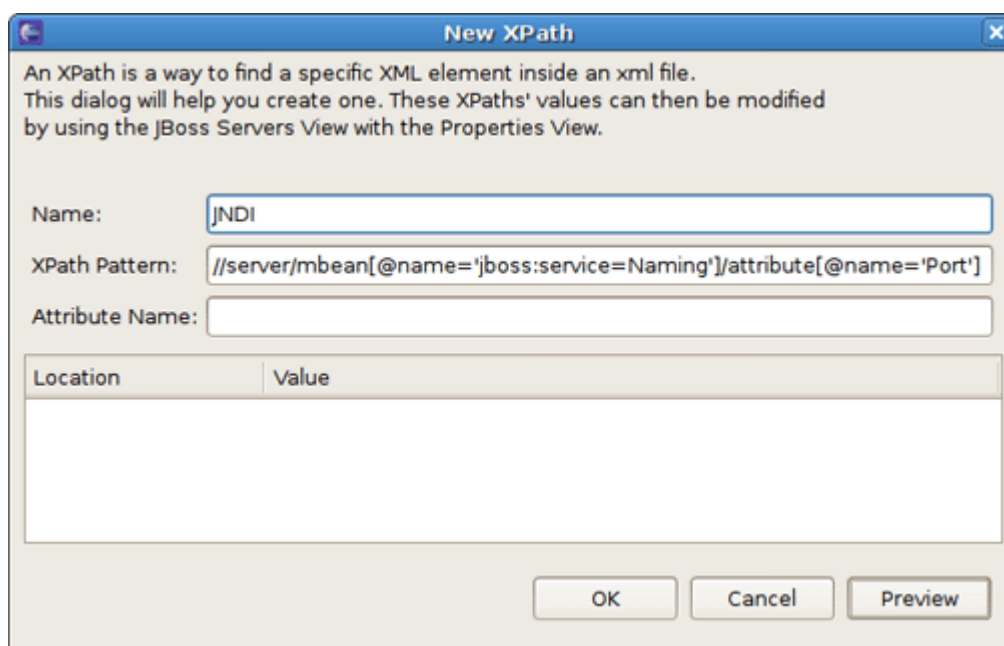 New XPath
An XPath is a way to find a specific XML element inside an xml file.
This dialog will help you create one. These XPaths' values can then be modified
by using the JBoss Servers View with the Properties View.
Name: JNDI
XPath Pattern: //server/mbean[@name='jboss:service=Naming']/attribute[@name='Port']
Attribute Name:
Location Value
OK Cancel Preview